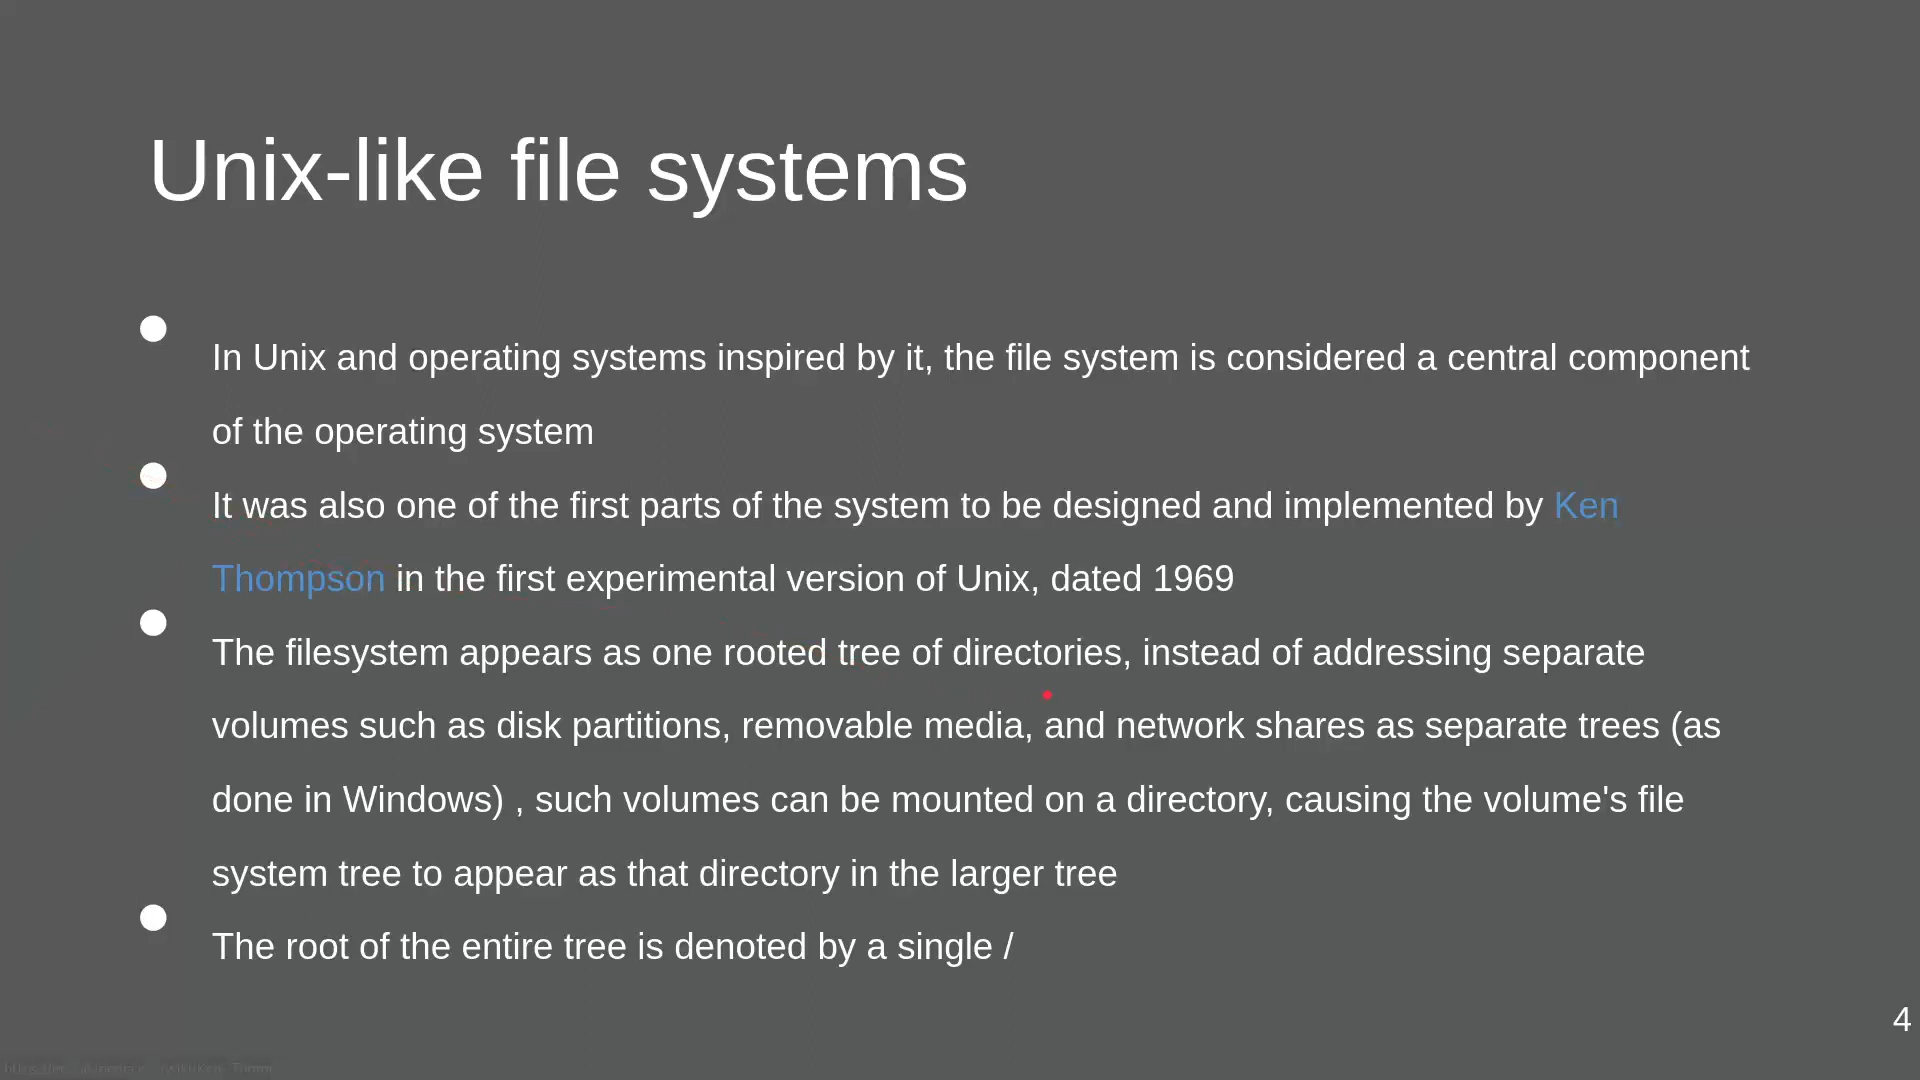 Unix-like file systems
In Unix and operating systems inspired by it, the file system is considered a central component
of the operating system
It was also one of the first parts of the system to be designed and implemented by Ken
Thompson in the first experimental version of Unix, dated 1969
The filesystem appears as one rooted tree of directories, instead of addressing separate
volumes such as disk partitions, removable media, and network shares as separate trees (as
done in Windows) , such volumes can be mounted on a directory, causing the volume's file
system tree to appear as that directory in the larger tree
The root of the entire tree is denoted by a single /
4